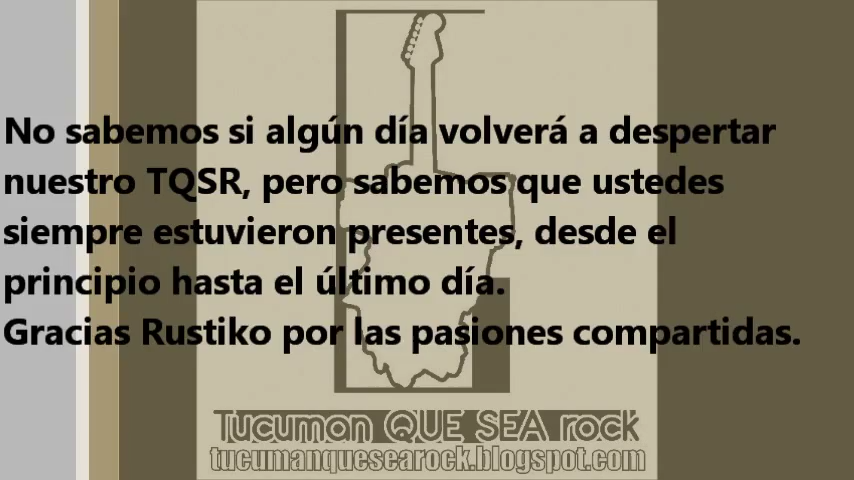 No sabemos si algún día volverá a despertar
nuestro TQSR, pero sabemos que ustedes
siempre estuvieron presentes, desde el
principio hasta el último día.
Gracias Rustiko por las pasiones compartidas.
Tucuman QUE SEA rock
tucumanquesearock.blogspot.com